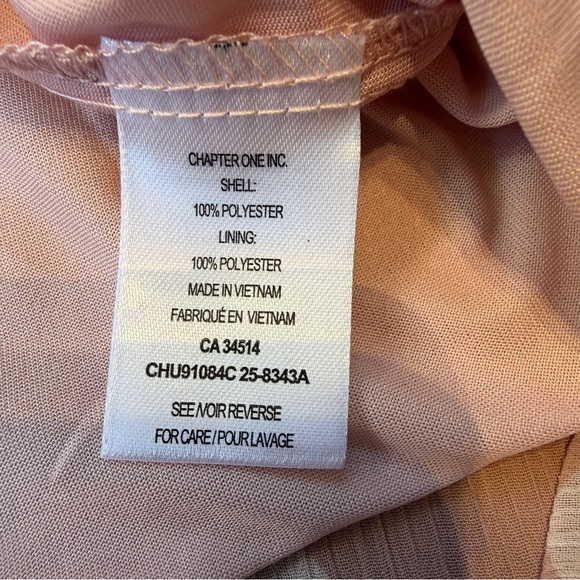 CHAPTER ONE INC.
SHELL:
100% POLYESTER
LINING:
100% POLYESTER
MADE IN VIETNAM
FABRIQUÉ EN VIETNAM
CA 34514
CHU91084C 25-8343A
SEE/VOIR REVERSE
FOR CARE/POUR LAVAGE